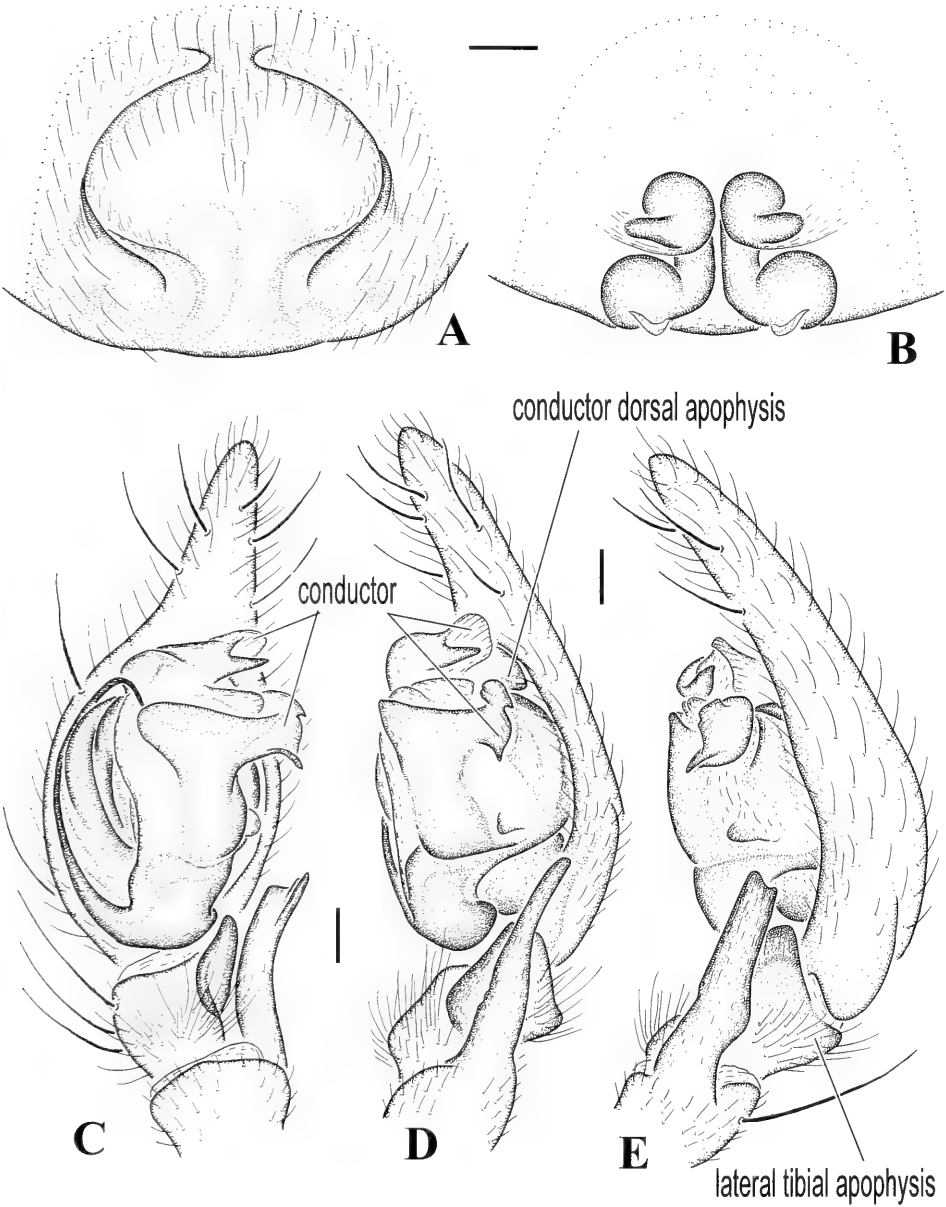 A
B
conductor dorsal apophysis
conductor
C
D
E
lateral tibial apophysis